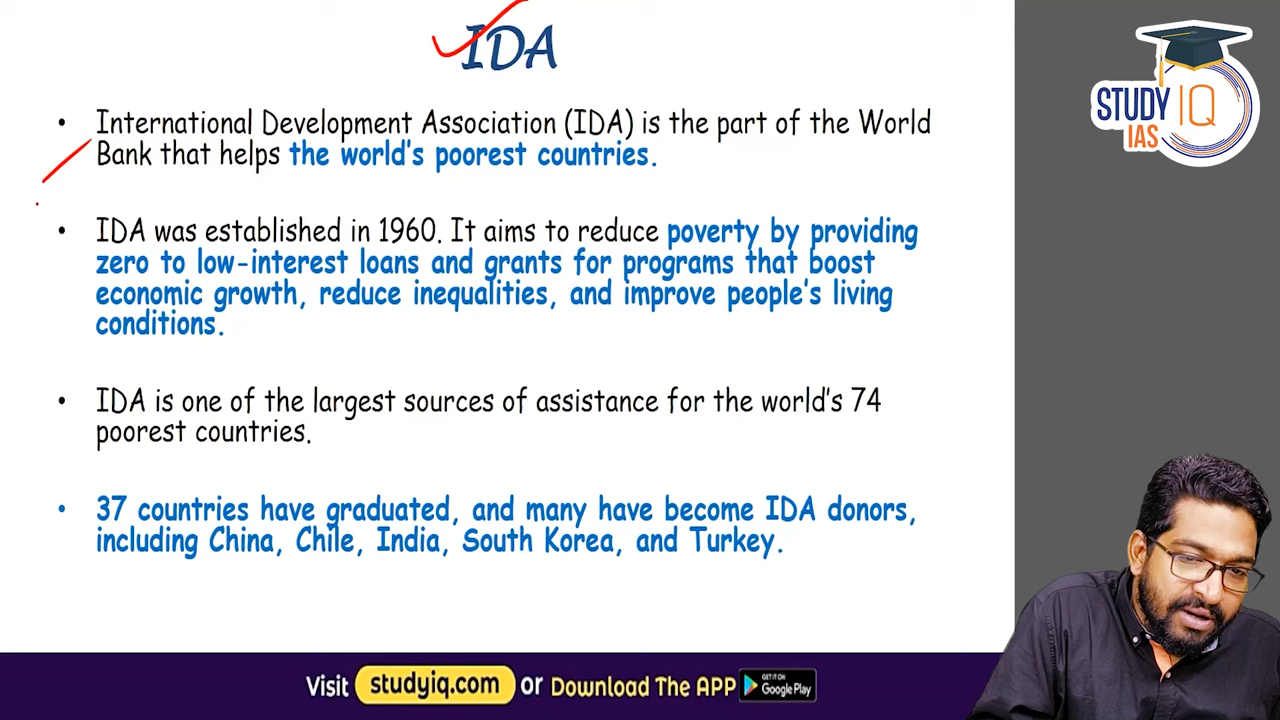 IDA
• International Development Association (IDA) is the part of the World
Bank that helps the world's poorest countries.
• IDA was established in 1960. It aims to reduce poverty by providing
zero to low-interest loans and grants for programs that boost
economic growth, reduce inequalities, and improve people's living
conditions.
• IDA is one of the largest sources of assistance for the world's 74
poorest countries.
• 37 countries have graduated, and many have become IDA donors,
including China, Chile, India, South Korea, and Turkey.
STUDY IQ
IAS
Visit studyiq.com or Download The APP GET IT ON Google Play